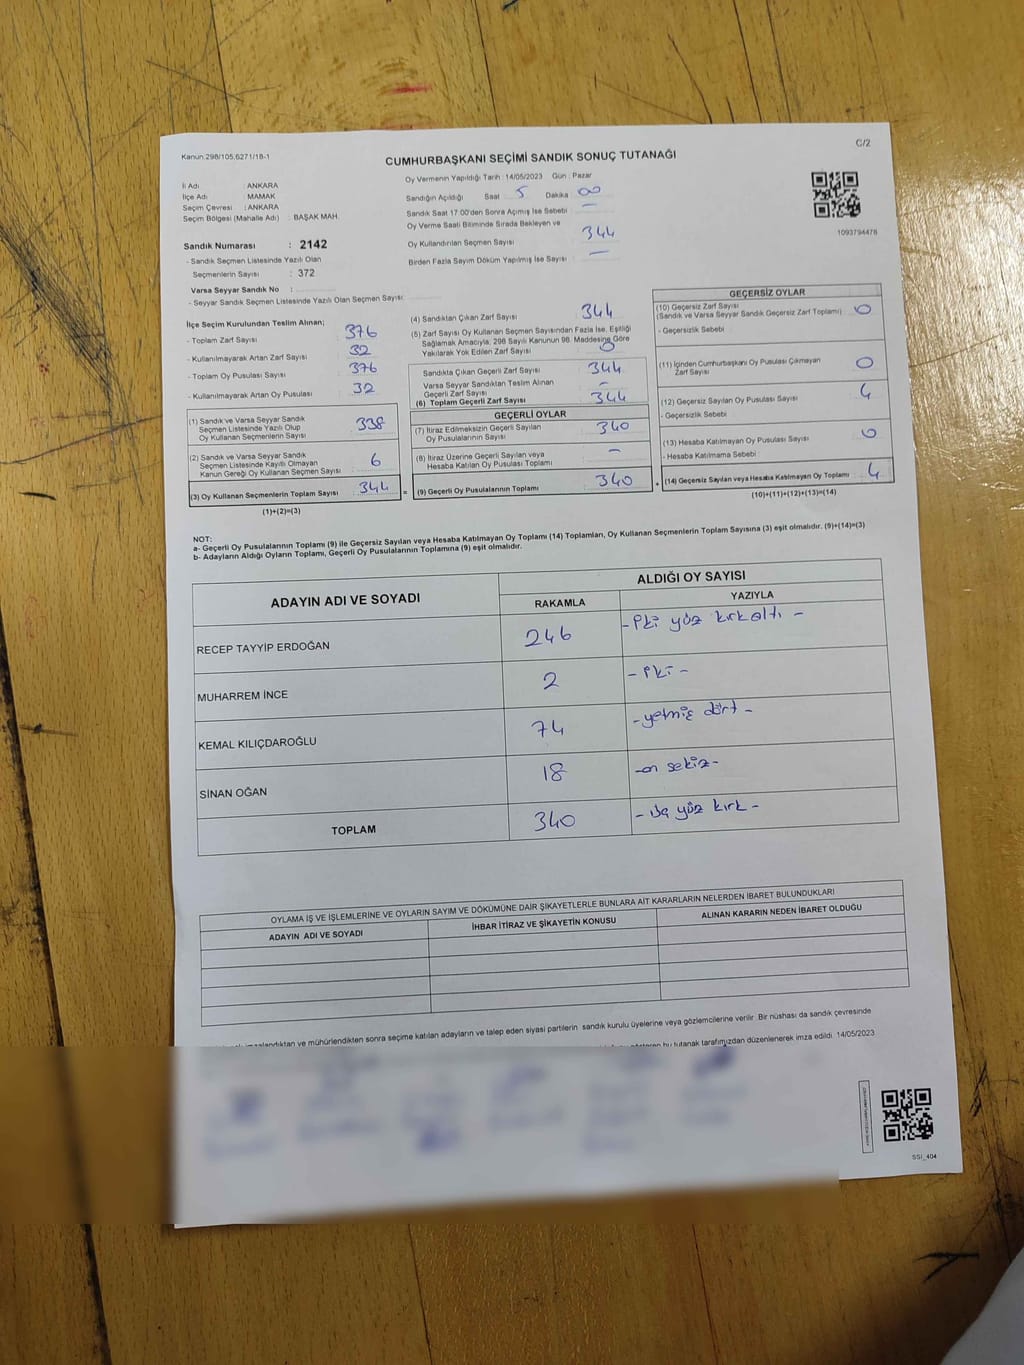 Kanun:298/105,6271/18-1
C/2
CUMHURBAŞKANI SEÇİMİ SANDIK SONUÇ TUTANAĞI
Oy Vermenin Yapıldığı Tarih : 14/05/2023 Gün : Pazar
İl Adı : ANKARA
İlçe Adı : MAMAK
Seçim Çevresi : ANKARA
Seçim Bölgesi (Mahalle Adı) : BAŞAK MAH.
Sandık Numarası : 2142
- Sandık Seçmen Listesinde Yazılı Olan
Seçmenlerin Sayısı : 372
Varsa Seyyar Sandık No :
- Seyyar Sandık Seçmen Listesinde Yazılı Olan Seçmen Sayısı:
Sandığın Açıldığı Saat 5 Dakika 00
Sandık Saat 17:00'den Sonra Açımış İse Sebebi : -
Oy Verme Saati Bitiminde Sırada Bekleyen ve
Oy Kullandırılan Seçmen Sayısı 344
Birden Fazla Sayım Döküm Yapılmış İse Sayısı : -
1093794478
İlçe Seçim Kurulundan Teslim Alınan;
- Toplam Zarf Sayısı : 376
- Kullanılmayarak Artan Zarf Sayısı : 32
- Toplam Oy Pusulası Sayısı : 376
- Kullanılmayarak Artan Oy Pusulası : 32
(1) Sandık ve Varsa Seyyar Sandık
Seçmen Listesinde Yazılı Olup
Oy Kullanan Seçmenlerin Sayısı 338
(2) Sandık ve Varsa Seyyar Sandık
Seçmen Listesinde Kayıtlı Olmayan
Kanun Gereği Oy Kullanan Seçmen Sayısı : 6
(3) Oy Kullanan Seçmenlerin Toplam Sayısı 344
(1)+(2)=(3)
(4) Sandıktan Çıkan Zarf Sayısı : 344
(5) Zarf Sayısı Oy Kullanan Seçmen Sayısından Fazla İse, Eşitliği
Sağlamak Amacıyla, 298 Sayılı Kanunun 98. Maddesine Göre
Yakılarak Yok Edilen Zarf Sayısı : 0
Sandıkta Çıkan Geçerli Zarf Sayısı : 344
Varsa Seyyar Sandıktan Teslim Alınan
Geçerli Zarf Sayısı : -
(6) Toplam Geçerli Zarf Sayısı : 344
GEÇERLİ OYLAR
(7) İtiraz Edilmeksizin Geçerli Sayılan
Oy Pusulalarının Sayısı : 340
(8) İtiraz Üzerine Geçerli Sayılan veya
Hesaba Katılan Oy Pusulası Toplamı : -
= (9) Geçerli Oy Pusulalarının Toplamı : 340
GEÇERSİZ OYLAR
(10) Geçersiz Zarf Sayısı
(Sandık ve Varsa Seyyar Sandık Geçersiz Zarf Toplamı) : 0
- Geçersizlik Sebebi :
(11) İçinden Cumhurbaşkanı Oy Pusulası Çıkmayan
Zarf Sayısı : 0
(12) Geçersiz Sayılan Oy Pusulası Sayısı : 4
- Geçersizlik Sebebi :
(13) Hesaba Katılmayan Oy Pusulası Sayısı : 0
- Hesaba Katılmama Sebebi :
+ (14) Geçersiz Sayılan veya Hesaba Katılmayan Oy Toplamı : 4
(10)+(11)+(12)+(13)=(14)
NOT:
a- Geçerli Oy Pusulalarının Toplamı (9) ile Geçersiz Sayılan veya Hesaba Katılmayan Oy Toplamı (14) Toplamları, Oy Kullanan Seçmenlerin Toplam Sayısına (3) eşit olmalıdır. (9)+(14)=(3)
b- Adayların Aldığı Oyların Toplamı, Geçerli Oy Pusulalarının Toplamına (9) eşit olmalıdır.
ADAYIN ADI VE SOYADI
ALDIĞI OY SAYISI
RAKAMLA YAZIYLA
RECEP TAYYİP ERDOĞAN 246 - iki yüz kırk altı -
MUHARREM İNCE 2 - iki -
KEMAL KILIÇDAROĞLU 74 - yetmiş dört -
SİNAN OĞAN 18 - on sekiz -
TOPLAM 340 - üç yüz kırk -
OYLAMA İŞ VE İŞLEMLERİNE VE OYLARIN SAYIM VE DÖKÜMÜNE DAİR ŞİKAYETLERLE BUNLARA AİT KARARLARIN NELERDEN İBARET BULUNDUKLARI
ADAYIN ADI VE SOYADI İHBAR İTİRAZ VE ŞİKAYETİN KONUSU ALINAN KARARIN NEDEN İBARET OLDUĞU
ve mühürlendikten sonra seçime katılan adayların ve talep eden siyasi partilerin sandık kurulu üyelerine veya gözlemcilerine verilir. Bir nüshası da sandık çevresinde
bu tutanak tarafımızdan düzenlenerek imza edildi. 14/05/2023
SSI_404